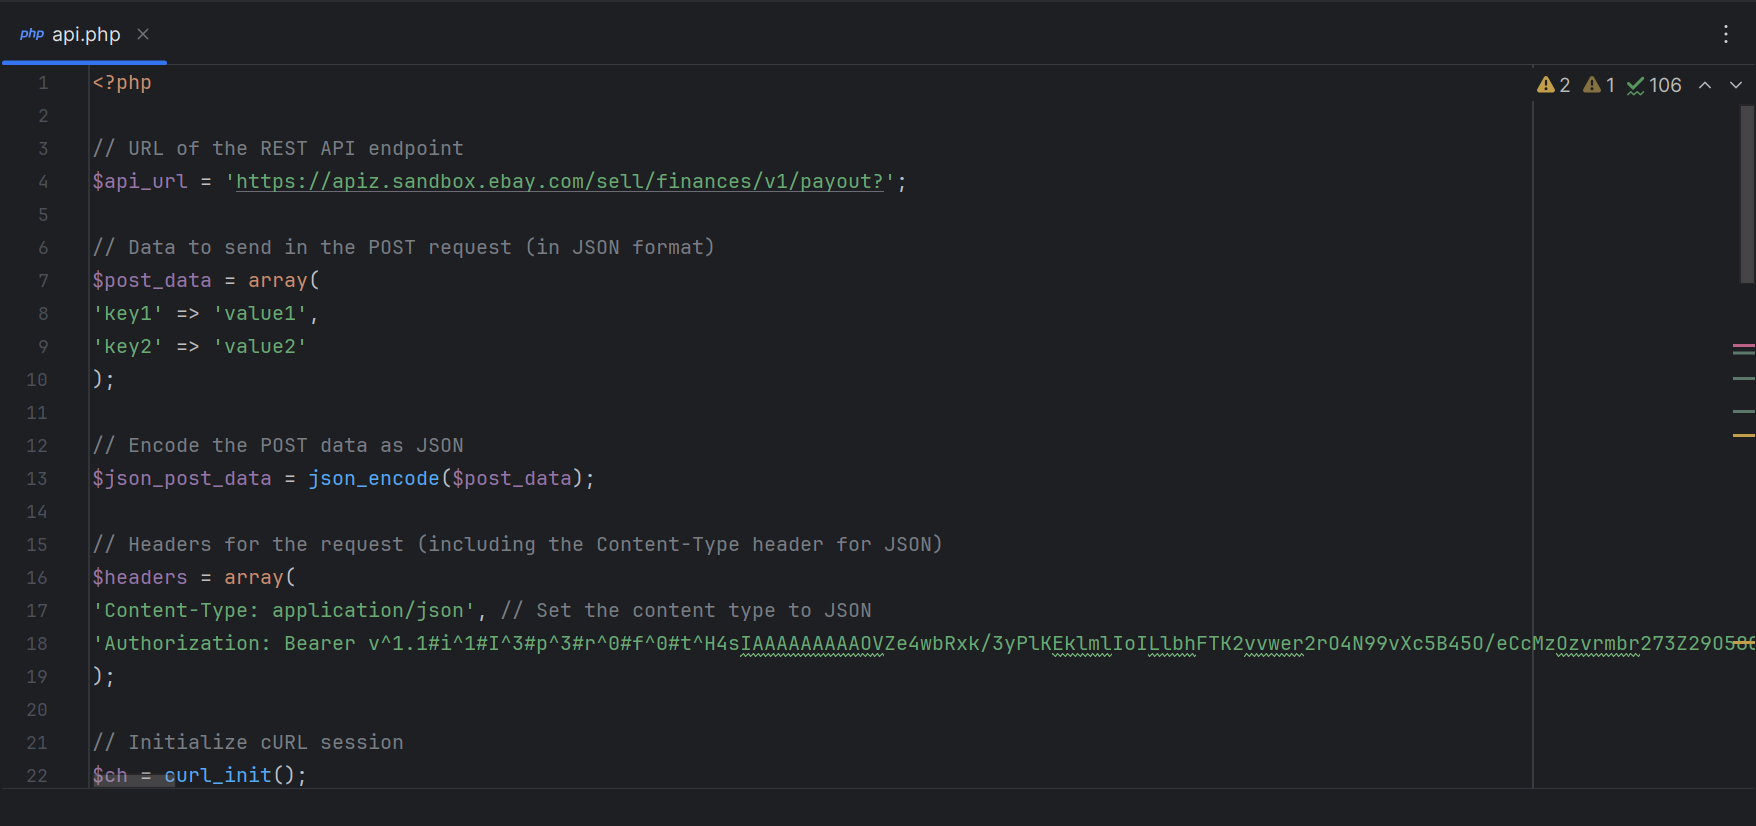 php api.php
2 1 106
1 <?php
2
3 // URL of the REST API endpoint
4 $api_url = 'https://apiz.sandbox.ebay.com/sell/finances/v1/payout?';
5
6 // Data to send in the POST request (in JSON format)
7 $post_data = array(
8 'key1' => 'value1',
9 'key2' => 'value2'
10 );
11
12 // Encode the POST data as JSON
13 $json_post_data = json_encode($post_data);
14
15 // Headers for the request (including the Content-Type header for JSON)
16 $headers = array(
17 'Content-Type: application/json', // Set the content type to JSON
18 'Authorization: Bearer v^1.1#i^1#I^3#p^3#r^0#f^0#t^H4sIAAAAAAAAAOVZe4wbRxk/3yPlKEklmlIoILlbhFTK2vvwer2rO4N99vXc5B45O/eCcMzOzvrmbr273Z29O58
19 );
20
21 // Initialize cURL session
22 $ch = curl_init();